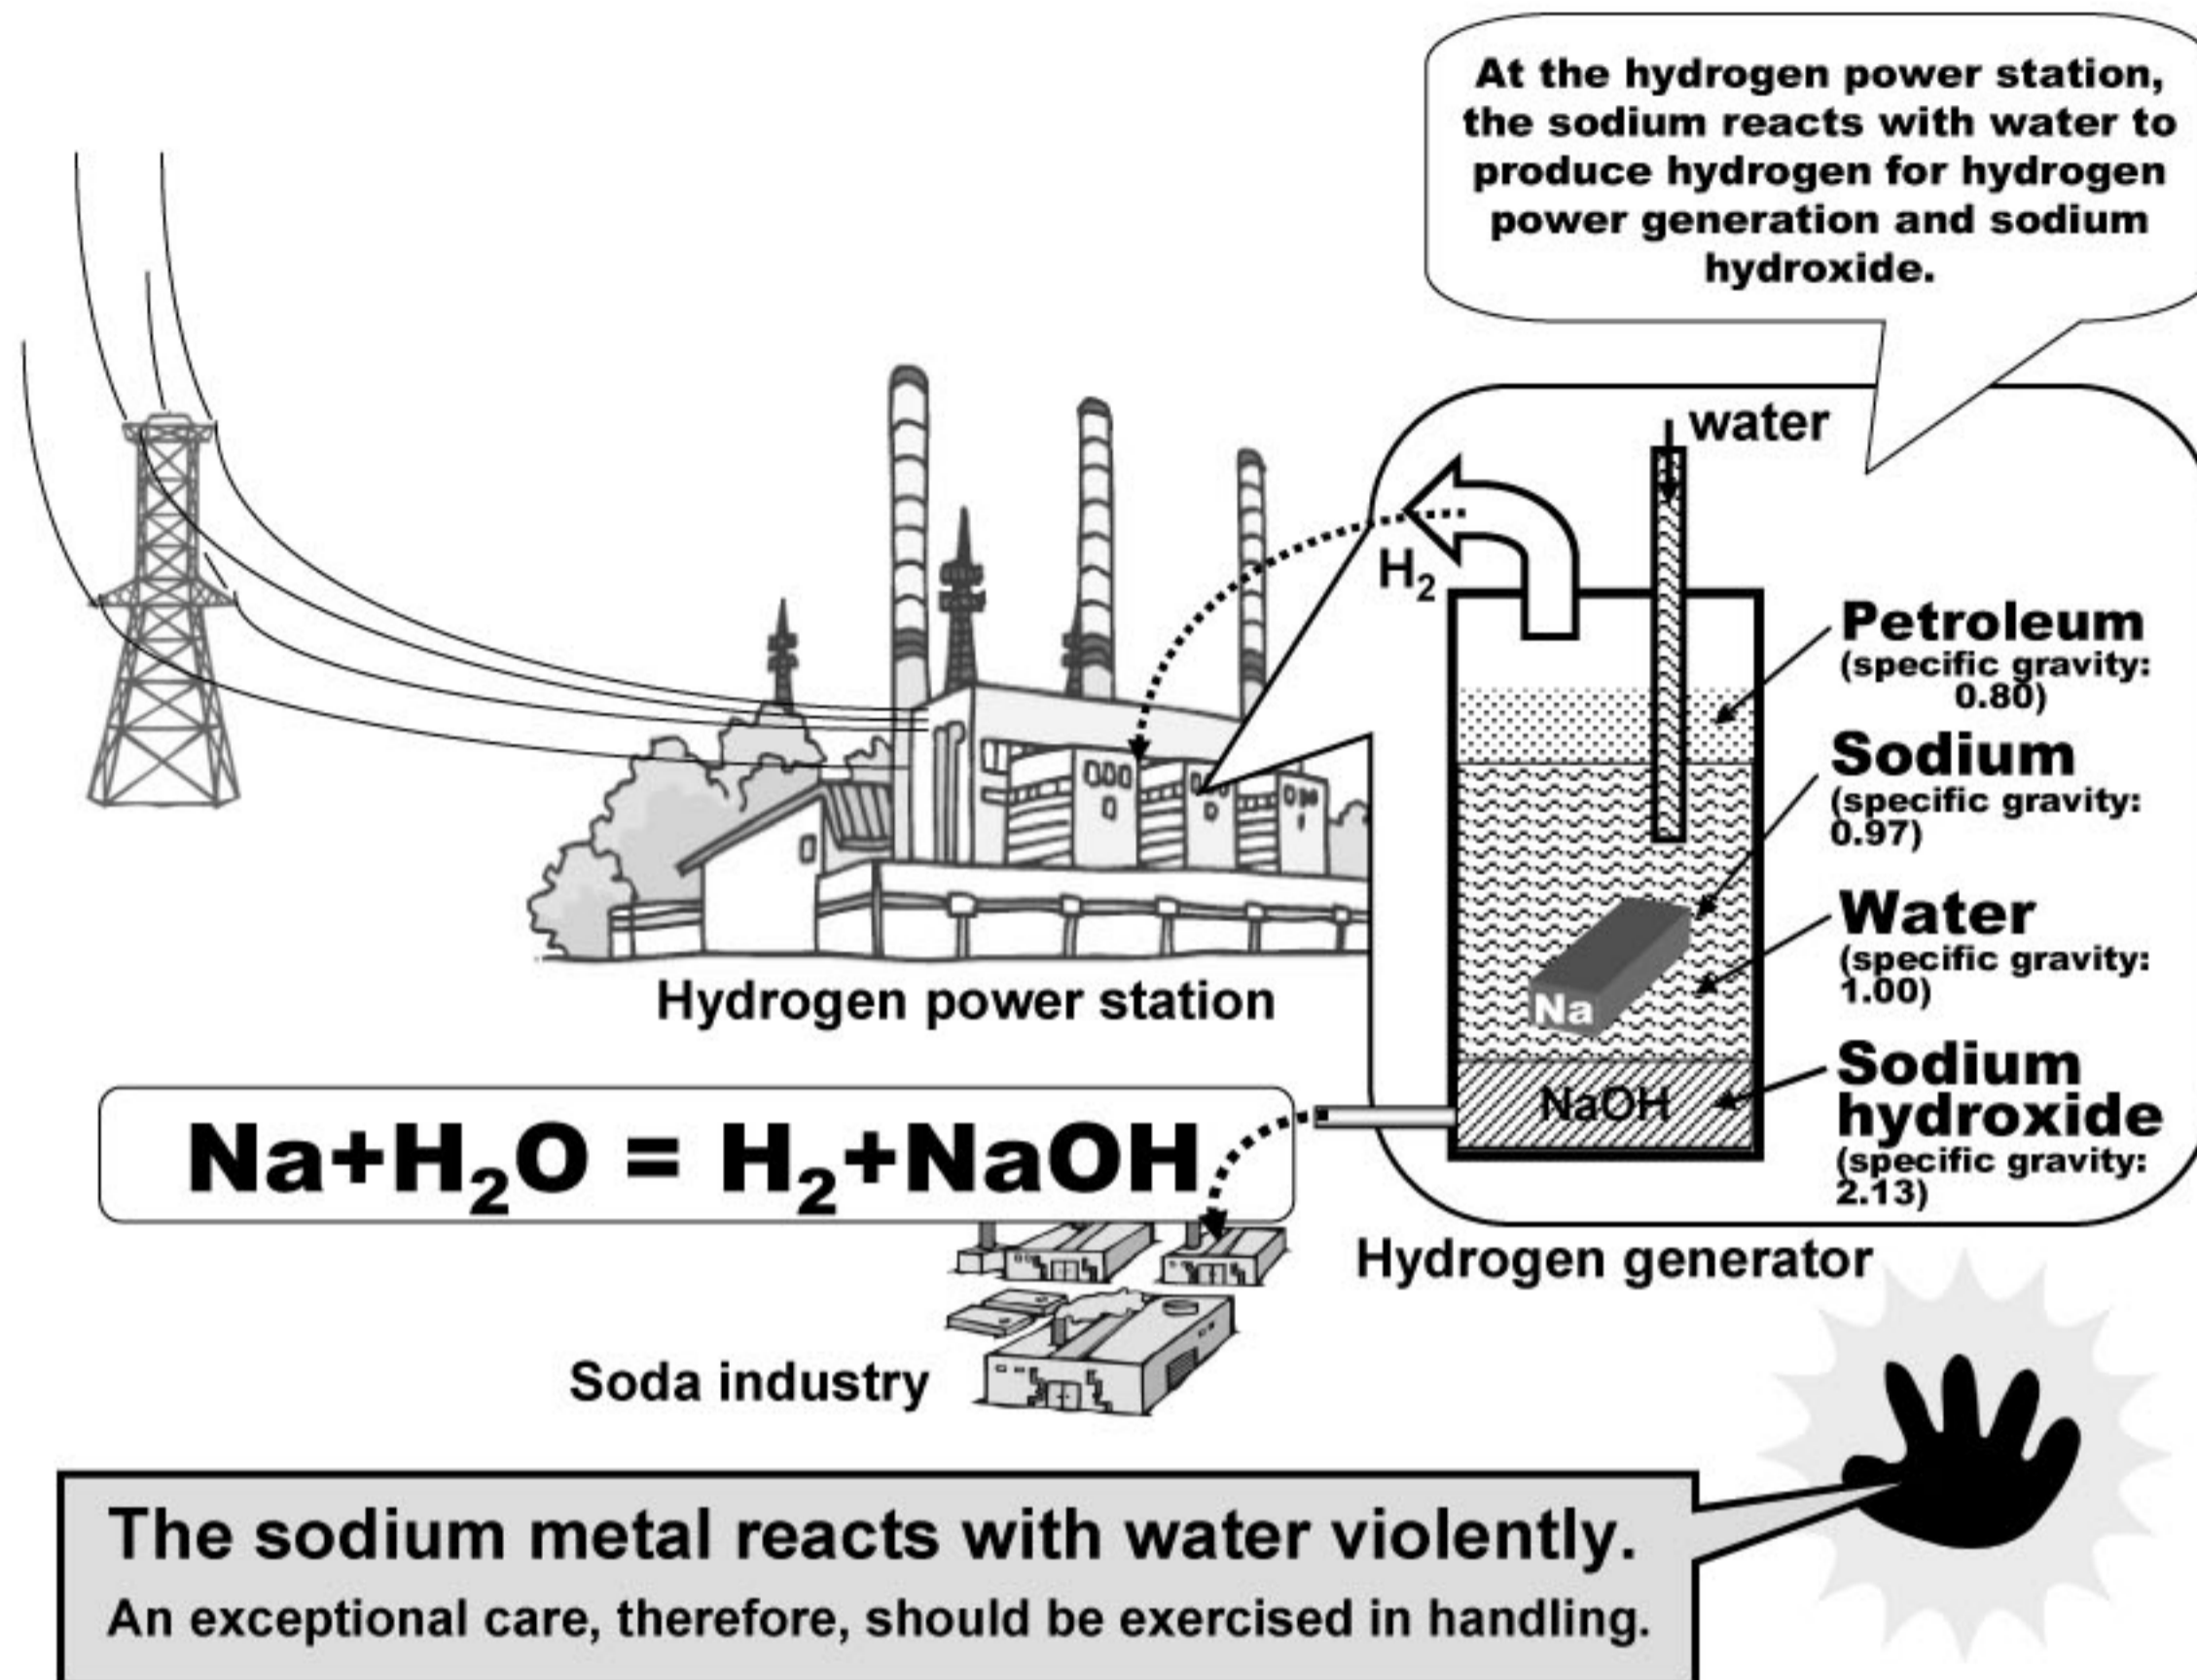 At the hydrogen power station,
the sodium reacts with water to
produce hydrogen for hydrogen
power generation and sodium
hydroxide.
water
H₂
Petroleum
(specific gravity:
0.80)
Sodium
(specific gravity:
0.97)
Water
(specific gravity:
1.00)
Na
Sodium
hydroxide
(specific gravity:
2.13)
NaOH
Hydrogen power station
Na+H₂O = H₂+NaOH
Hydrogen generator
Soda industry
The sodium metal reacts with water violently.
An exceptional care, therefore, should be exercised in handling.